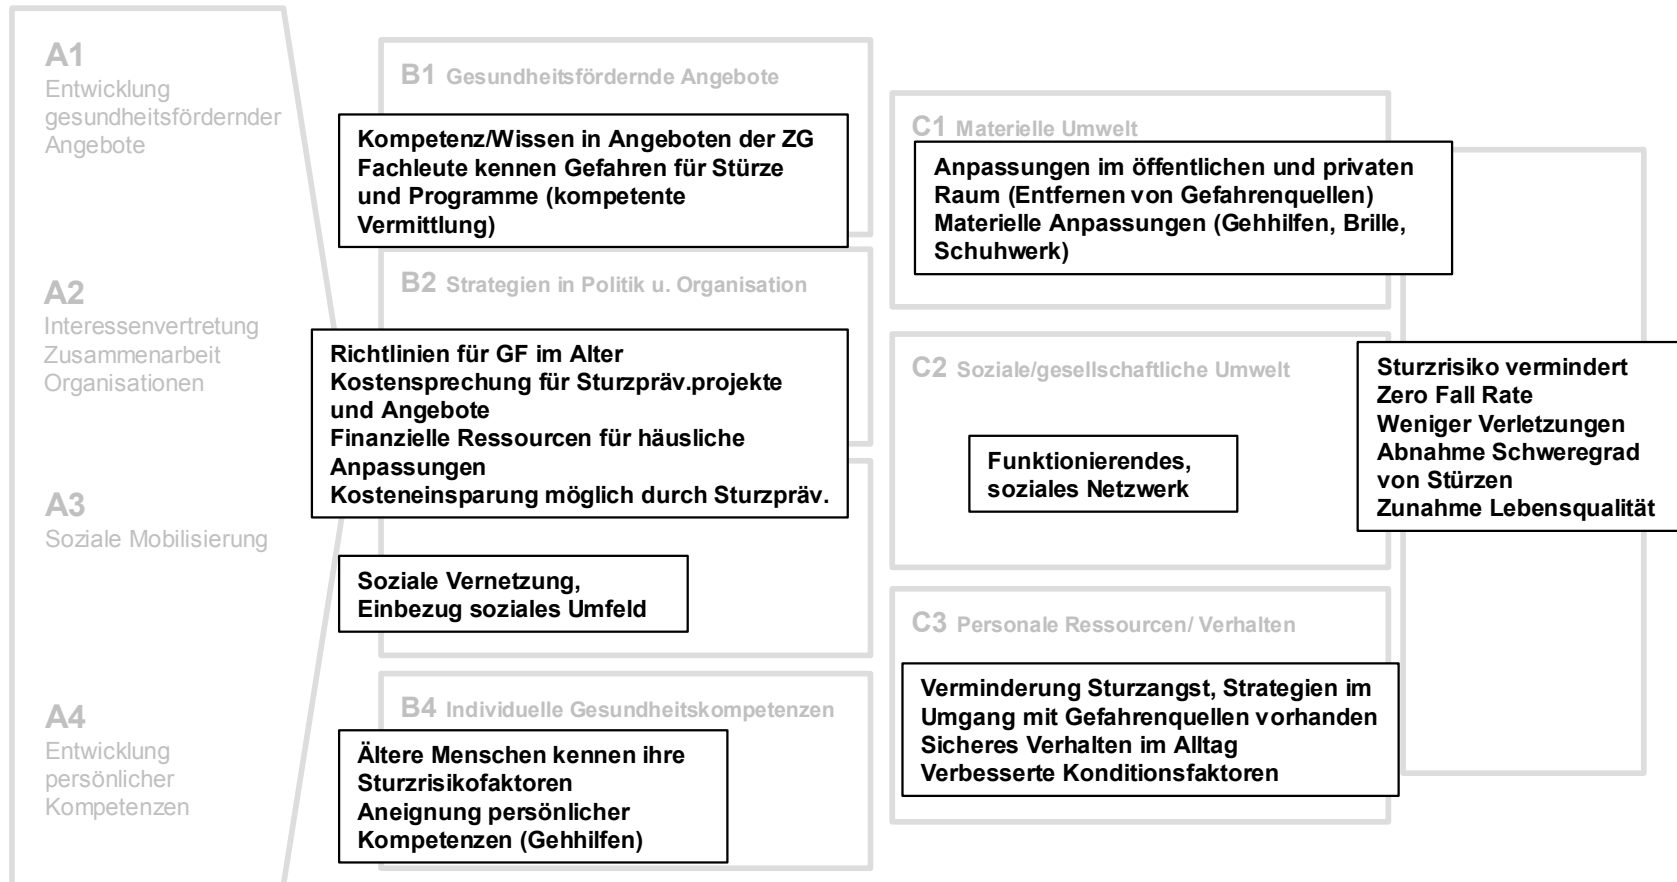 A1
Entwicklung
gesundheitsfördernder
Angebote
A2
Interessenvertretung
Zusammenarbeit
Organisationen
A3
Soziale Mobilisierung
A4
Entwicklung
persönlicher
Kompetenzen
B1 Gesundheitsfördernde Angebote
Kompetenz/Wissen in Angeboten der ZG
Fachleute kennen Gefahren für Stürze
und Programme (kompetente
Vermittlung)
B2 Strategien in Politik u. Organisation
Richtlinien für GF im Alter
Kostensprechung für Sturzpräv.projekte
und Angebote
Finanzielle Ressourcen für häusliche
Anpassungen
Kosteneinsparung möglich durch Sturzpräv.
Soziale Vernetzung,
Einbezug soziales Umfeld
B4 Individuelle Gesundheitskompetenzen
Ältere Menschen kennen ihre
Sturzrisikofaktoren
Aneignung persönlicher
Kompetenzen (Gehhilfen)
C1 Materielle Umwelt
Anpassungen im öffentlichen und privaten
Raum (Entfernen von Gefahrenquellen)
Materielle Anpassungen (Gehhilfen, Brille,
Schuhwerk)
C2 Soziale/gesellschaftliche Umwelt
Funktionierendes,
soziales Netzwerk
C3 Personale Ressourcen/ Verhalten
Verminderung Sturzangst, Strategien im
Umgang mit Gefahrenquellen vorhanden
Sicheres Verhalten im Alltag
Verbesserte Konditionsfaktoren
Sturzrisiko vermindert
Zero Fall Rate
Weniger Verletzungen
Abnahme Schweregrad
von Stürzen
Zunahme Lebensqualität